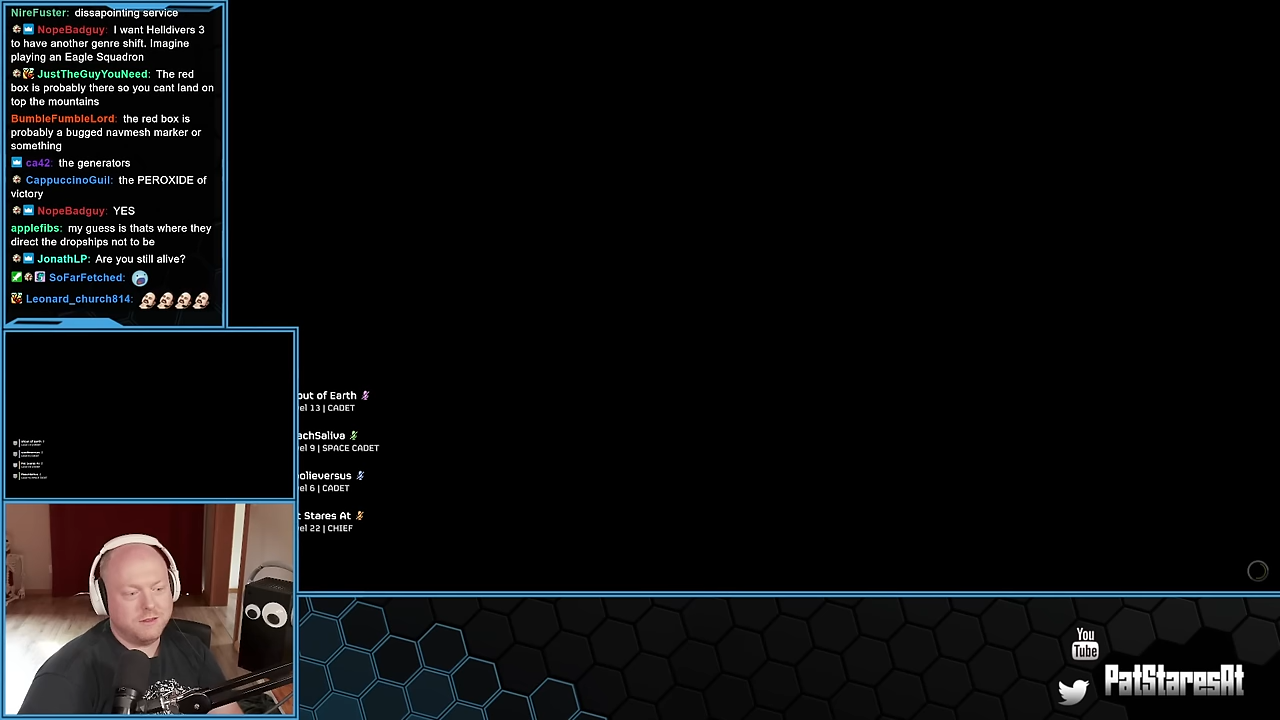 NireFuster: dissapointing service
NopeBadguy: I want Helldivers 3
to have another genre shift. Imagine
playing an Eagle Squadron
JustTheGuyYouNeed: The red
box is probably there so you cant land on
top the mountains
BumbleFumbleLord: the red box is
probably a bugged navmesh marker or
something
ca42: the generators
CappuccinoGuil: the PEROXIDE of
victory
NopeBadguy: YES
applefibs: my guess is thats where they
direct the dropships not to be
JonathLP: Are you still alive?
SoFarFetched:
Leonard_church814:
out of Earth
el 13 | CADET
achSaliva
el 9 | SPACE CADET
oolieversus
el 6 | CADET
t Stares At
el 22 | CHIEF
You
Tube
PatStaresAt